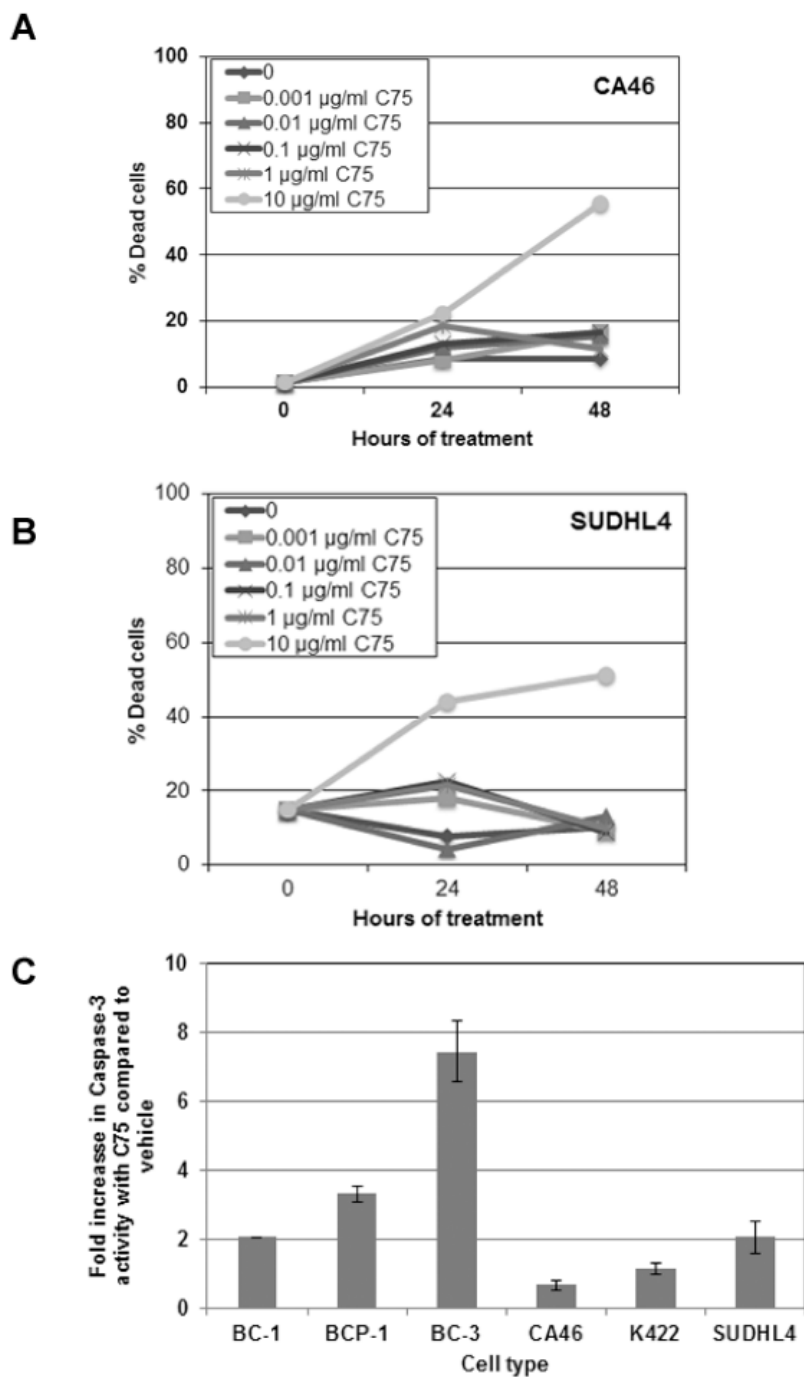 A
100
80
60
40
20
0
% Dead cells
0
0.001 µg/ml C75
0.01 µg/ml C75
0.1 µg/ml C75
1 µg/ml C75
10 µg/ml C75
CA46
0 24 48
Hours of treatment
B
100
80
60
40
20
0
% Dead cells
0
0.001 µg/ml C75
0.01 µg/ml C75
0.1 µg/ml C75
1 µg/ml C75
10 µg/ml C75
SUDHL4
0 24 48
Hours of treatment
C
Fold increasse in Caspase-3
activity with C75 compared to
vehicle
10
8
6
4
2
0
BC-1 BCP-1 BC-3 CA46 K422 SUDHL4
Cell type